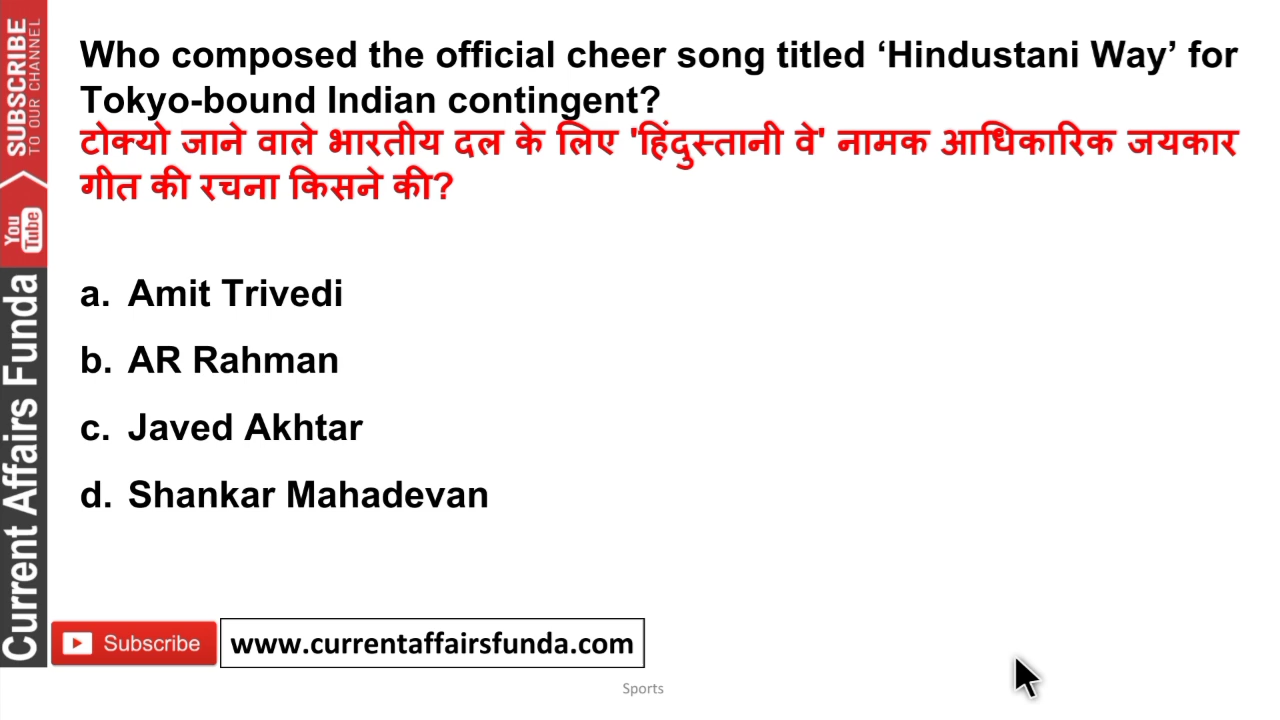 Who composed the official cheer song titled ‘Hindustani Way’ for
Tokyo-bound Indian contingent?
टोक्यो जाने वाले भारतीय दल के लिए 'हिंदुस्तानी वे' नामक आधिकारिक जयकार
गीत की रचना किसने की?
a. Amit Trivedi
b. AR Rahman
c. Javed Akhtar
d. Shankar Mahadevan
SUBSCRIBE
TO OUR CHANNEL
You
Tube
Current Affairs Funda
Subscribe
www.currentaffairsfunda.com
Sports